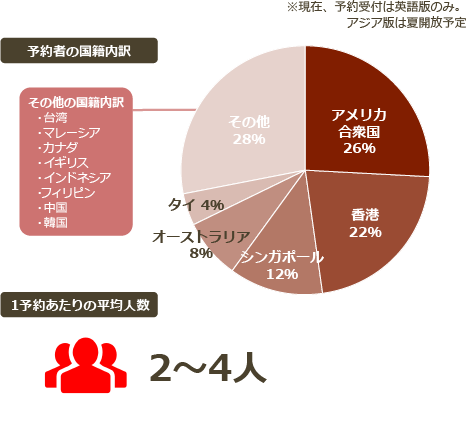 ※現在、予約受付は英語版のみ。
アジア版は夏開放予定
予約者の国籍内訳
その他の国籍内訳
・台湾
・マレーシア
・カナダ
・イギリス
・インドネシア
・フィリピン
・中国
・韓国
その他
28%
アメリカ
合衆国
26%
タイ 4%
香港
22%
オーストラリア
8%
シンガポール
12%
1予約あたりの平均人数
2〜4人